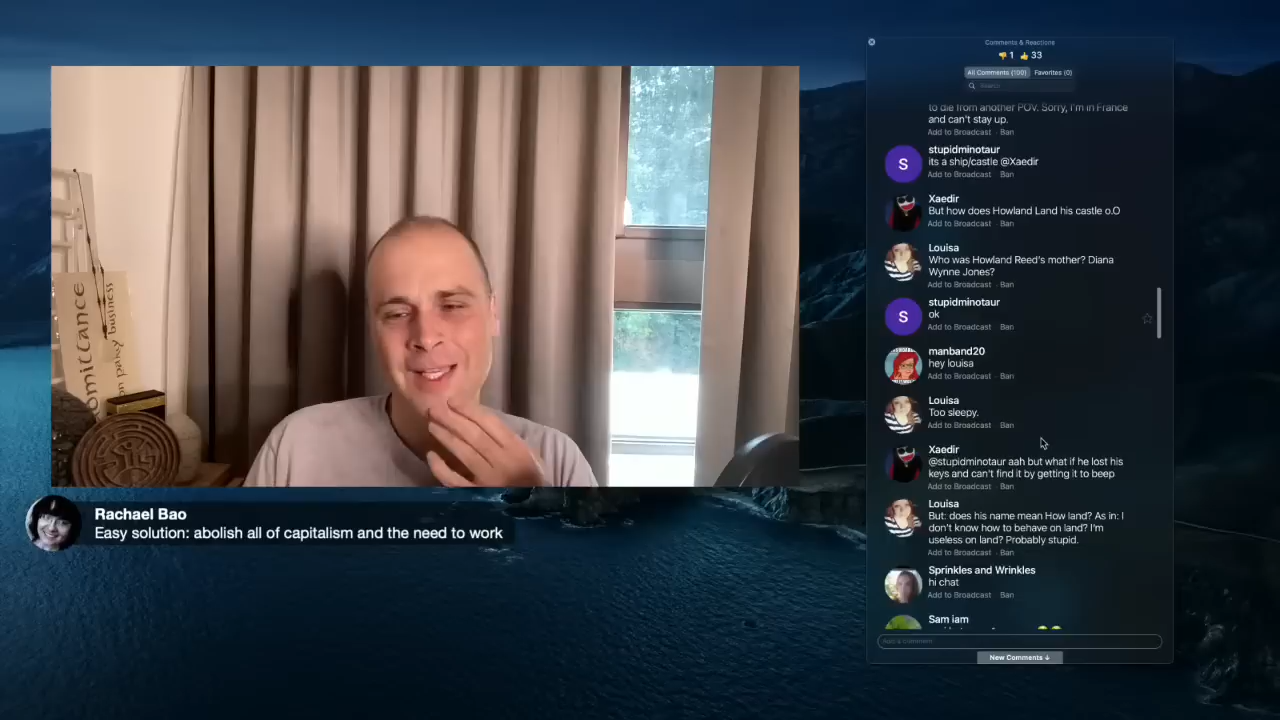 Comments & Reactions
👎 1 👍 33
All Comments (100) Favorites (0)
Search
to die from another POV. Sorry, I'm in France
and can't stay up.
Add to Broadcast · Ban
stupidminotaur
its a ship/castle @Xaedir
Add to Broadcast · Ban
S
Xaedir
But how does Howland Land his castle o.O
Add to Broadcast · Ban
Louisa
Who was Howland Reed's mother? Diana
Wynne Jones?
Add to Broadcast · Ban
stupidminotaur
ok
Add to Broadcast · Ban
S
manband20
hey louisa
Add to Broadcast · Ban
Louisa
Too sleepy.
Add to Broadcast · Ban
Xaedir
@stupidminotaur aah but what if he lost his
keys and can't find it by getting it to beep
Add to Broadcast · Ban
Louisa
But: does his name mean How land? As in: I
don't know how to behave on land? I'm
useless on land? Probably stupid.
Add to Broadcast · Ban
Sprinkles and Wrinkles
hi chat
Add to Broadcast · Ban
Sam iam
Add a comment
New Comments ↓
omittance
on party business
Rachael Bao
Easy solution: abolish all of capitalism and the need to work